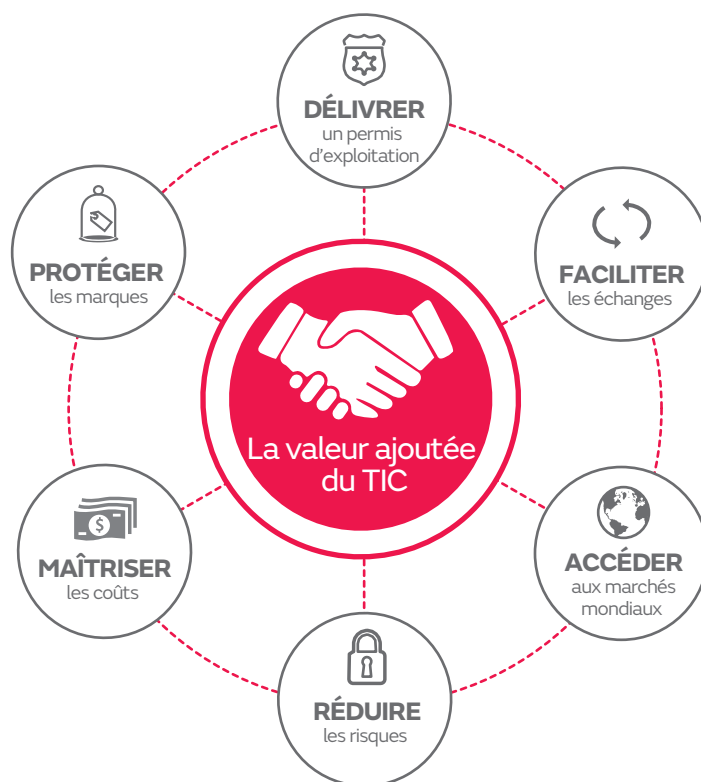 DÉLIVRER
un permis
d'exploitation
FACILITER
les échanges
ACCÉDER
aux marchés
mondiaux
RÉDUIRE
les risques
MAÎTRISER
les coûts
PROTÉGER
les marques
La valeur ajoutée
du TIC
$